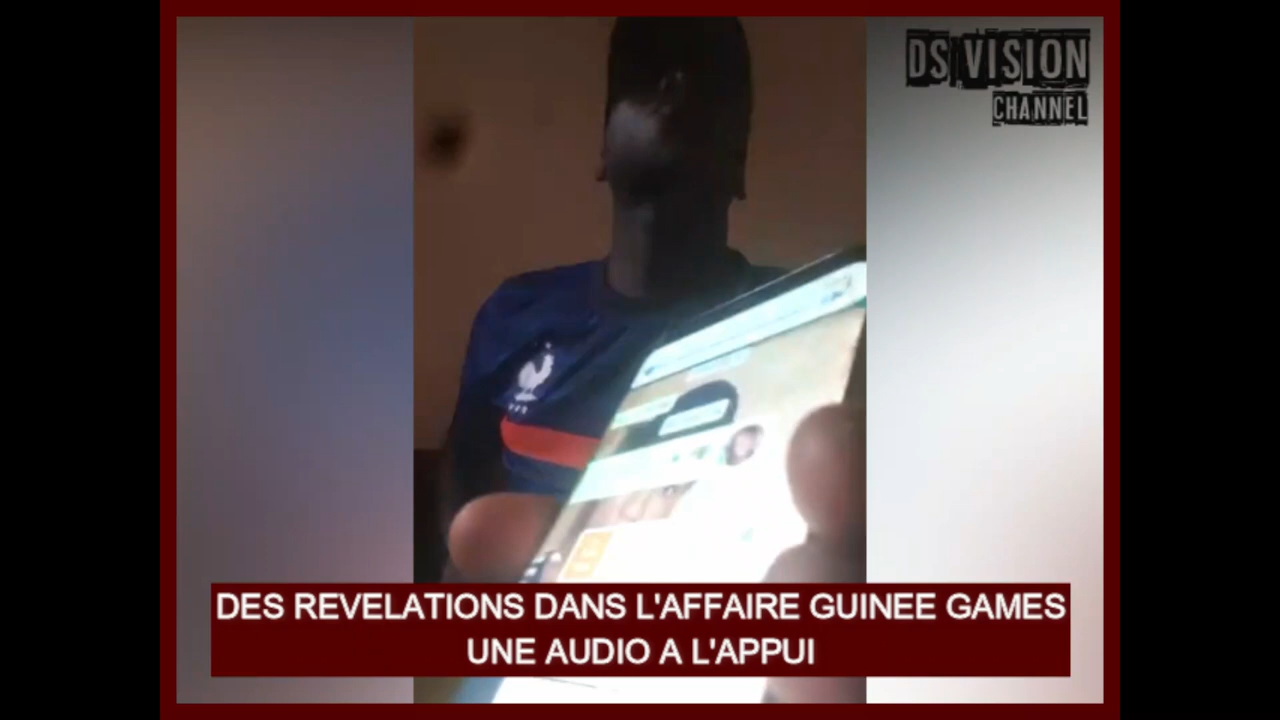 DS VISION
CHANNEL
DES REVELATIONS DANS L'AFFAIRE GUINEE GAMES
UNE AUDIO A L'APPUI